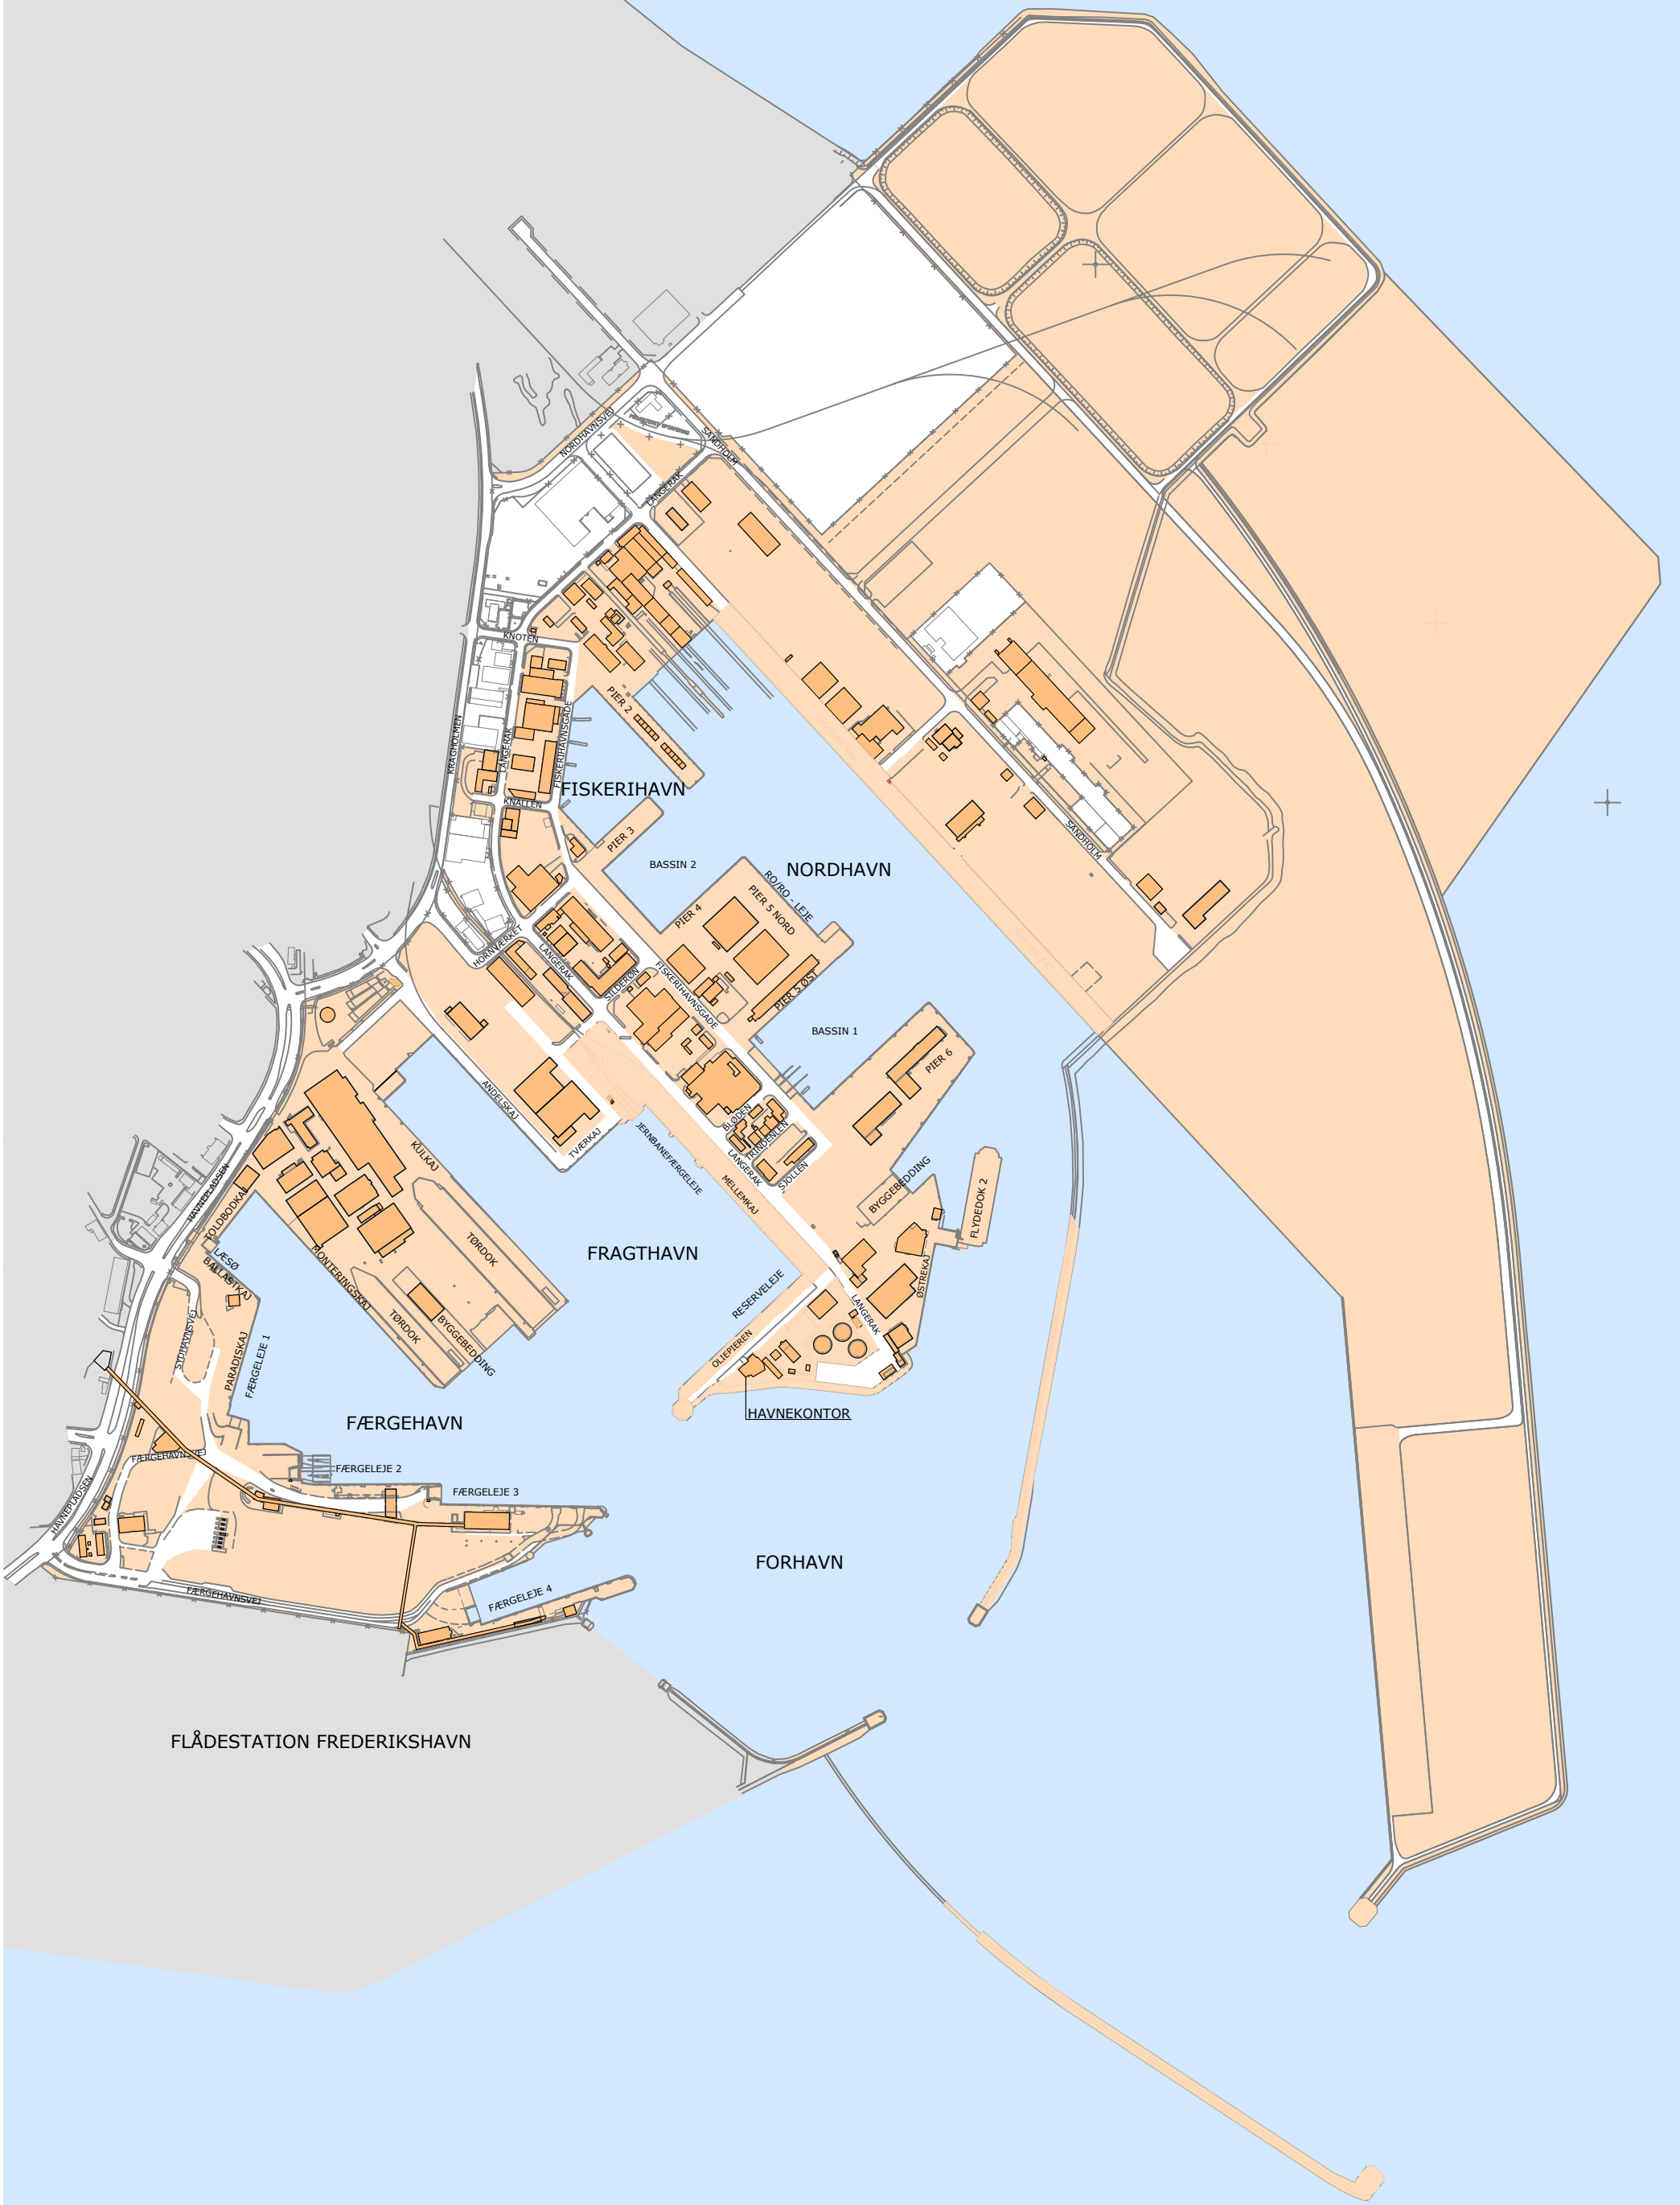 NORDHAVNSVEJ
SANDHOLM
LANGERAK
KNOTEN
PIER 2
KRAGHOLMEN
LANGERAK
FISKERIHAVNSGADE
FISKERIHAVN
KNALLEN
PIER 3
SANDHOLM
BASSIN 2
NORDHAVN
RO/RO - LEJE
PIER 5 NORD
PIER 4
HORNVÆRKET
LANGERAK
SILDERØN
FISKERIHAVNSGADE
PIER 5 ØST
BASSIN 1
PIER 6
ANDELSKAJ
TVÆRKAJ
JERNBANEFÆRGELEJE
BLØDEN
TRINDENLEN
LANGERAK
SJOLLEN
MELLEMKAJ
KULKAJ
HAVNEPLADSEN
TOLDBODKAJ
BYGGEBEDDING
FLYDEDOK 2
LÆSØ
BALLASTKAJ
MONTERINGSKAJ
TØRDOK
FRAGTHAVN
ØSTREKAJ
RESERVELEJE
LANGERAK
TØRDOK
BYGGEBEDDING
OLIEPIEREN
SYDHAVNSVEJ
PARADISKAJ
FÆRGELEJE 1
HAVNEKONTOR
FÆRGEHAVN
FÆRGEHAVNSVEJ
FÆRGELEJE 2
FÆRGELEJE 3
HAVNEPLADSEN
FORHAVN
FÆRGEHAVNSVEJ
FÆRGELEJE 4
FLÅDESTATION FREDERIKSHAVN